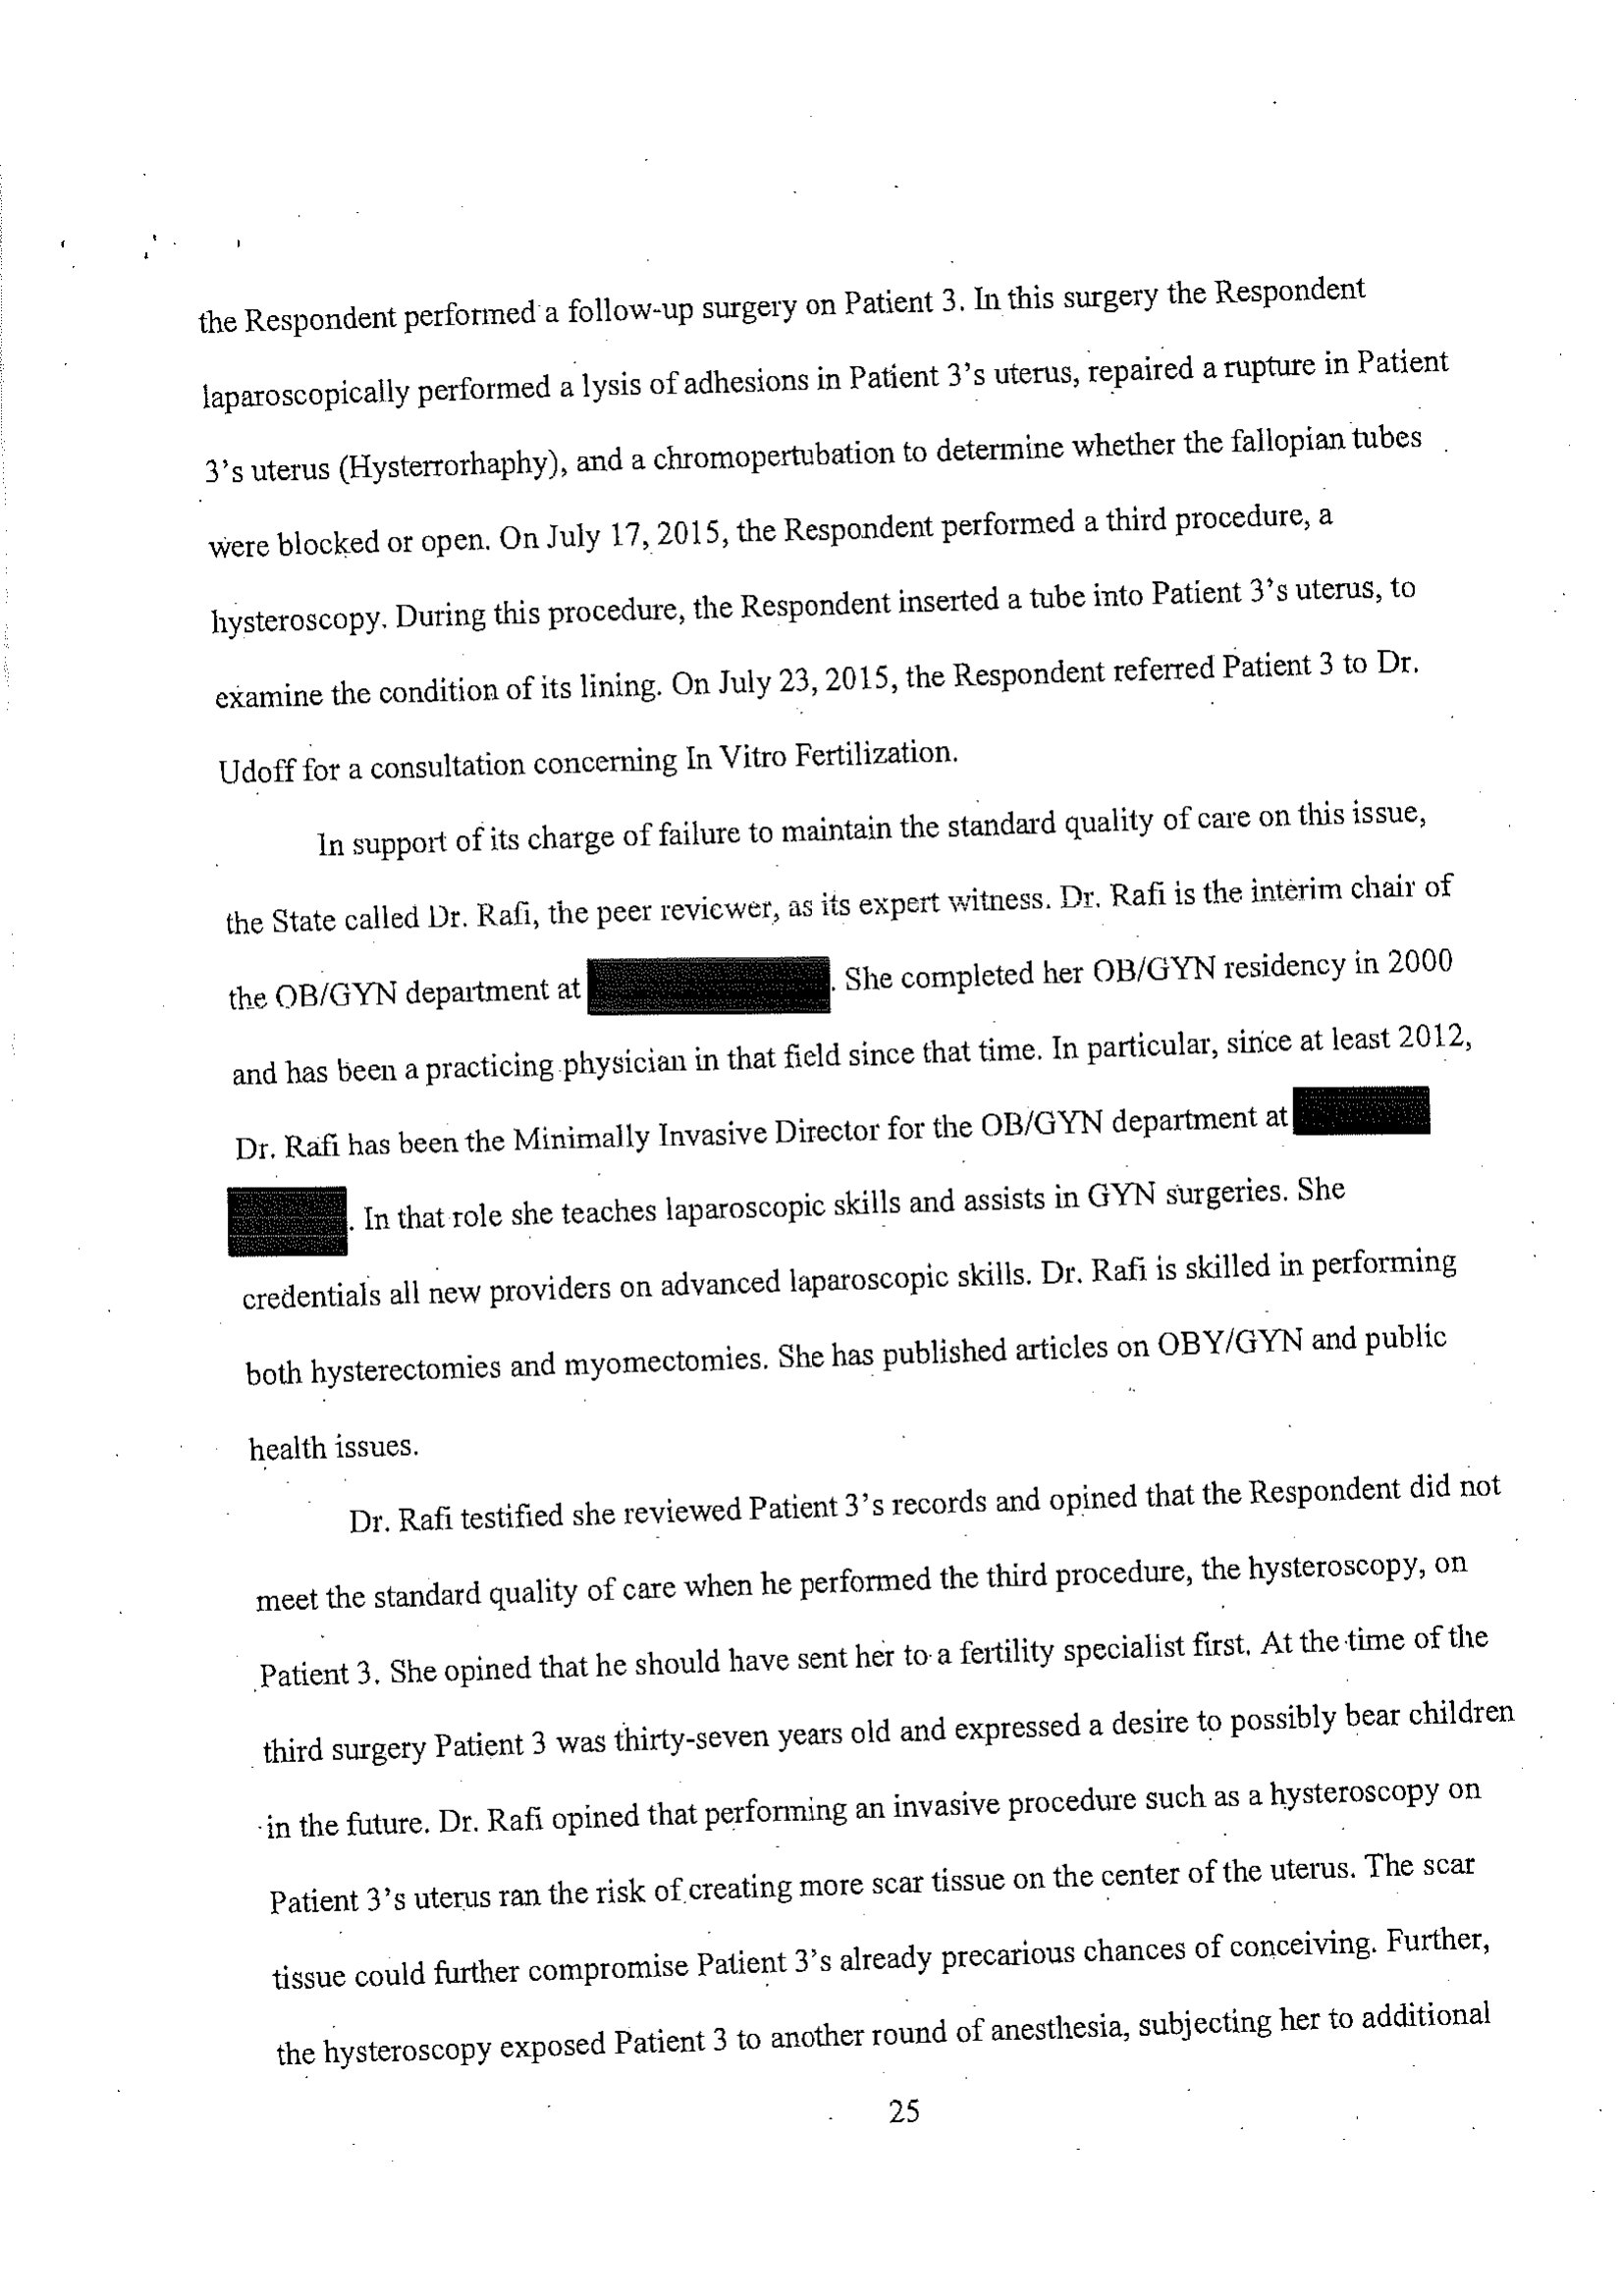 the Respondent performed a follow-up surgery on Patient 3. In this surgery the Respondent
laparoscopically performed a lysis of adhesions in Patient 3's uterus, repaired a rupture in Patient
3's uterus (Hysterrorhaphy), and a chromopertubation to determine whether the fallopian tubes
were blocked or open. On July 17, 2015, the Respondent performed a third procedure, a
hysteroscopy. During this procedure, the Respondent inserted a tube into Patient 3's uterus, to
examine the condition of its lining. On July 23, 2015, the Respondent referred Patient 3 to Dr.
Udoff for a consultation concerning In Vitro Fertilization.
In support of its charge of failure to maintain the standard quality of care on this issue,
the State called Dr. Rafi, the peer reviewer, as its expert witness. Dr. Rafi is the interim chair of
the OB/GYN department at . She completed her OB/GYN residency in 2000
and has been a practicing physician in that field since that time. In particular, since at least 2012,
Dr. Rafi has been the Minimally Invasive Director for the OB/GYN department at
. In that role she teaches laparoscopic skills and assists in GYN surgeries. She
credentials all new providers on advanced laparoscopic skills. Dr. Rafi is skilled in performing
both hysterectomies and myomectomies. She has published articles on OBY/GYN and public
health issues.
Dr. Rafi testified she reviewed Patient 3's records and opined that the Respondent did not
meet the standard quality of care when he performed the third procedure, the hysteroscopy, on
Patient 3. She opined that he should have sent her to a fertility specialist first. At the time of the
third surgery Patient 3 was thirty-seven years old and expressed a desire to possibly bear children
in the future. Dr. Rafi opined that performing an invasive procedure such as a hysteroscopy on
Patient 3's uterus ran the risk of creating more scar tissue on the center of the uterus. The scar
tissue could further compromise Patient 3's already precarious chances of conceiving. Further,
the hysteroscopy exposed Patient 3 to another round of anesthesia, subjecting her to additional
25